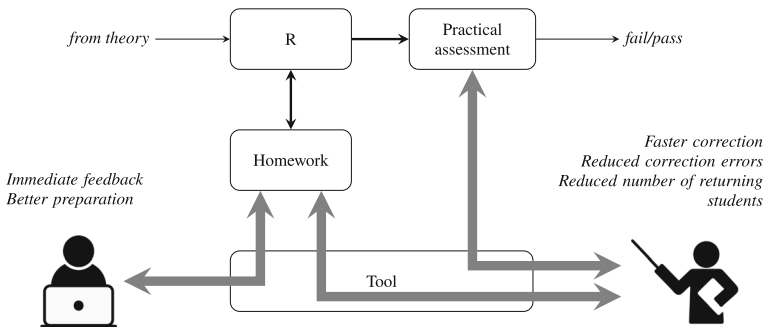 from theory
R
Practical
assessment
fail/pass
Homework
Immediate feedback
Better preparation
Faster correction
Reduced correction errors
Reduced number of returning
students
Tool